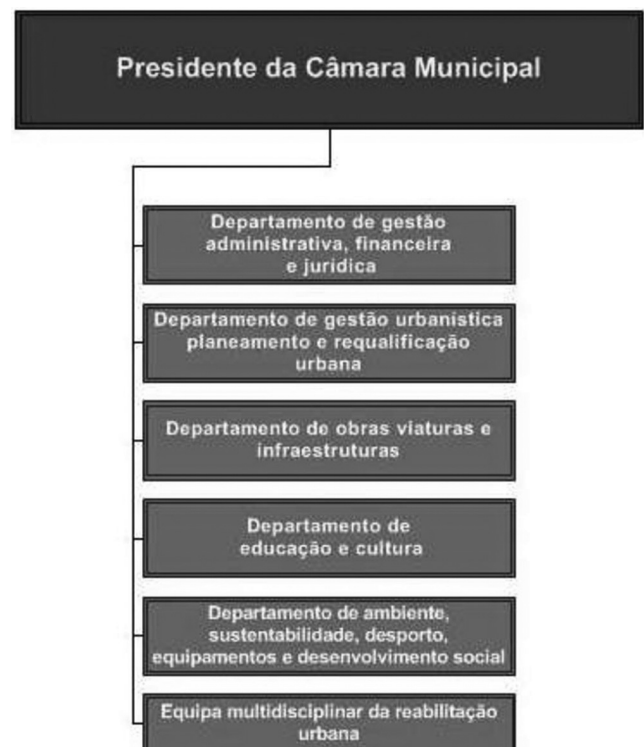 Presidente da Câmara Municipal
Departamento de gestão
administrativa, financeira
e jurídica
Departamento de gestão urbanística
planeamento e requalificação
urbana
Departamento de obras viaturas e
infraestruturas
Departamento de
educação e cultura
Departamento de ambiente,
sustentabilidade, desporto,
equipamentos e desenvolvimento social
Equipa multidisciplinar da reabilitação
urbana